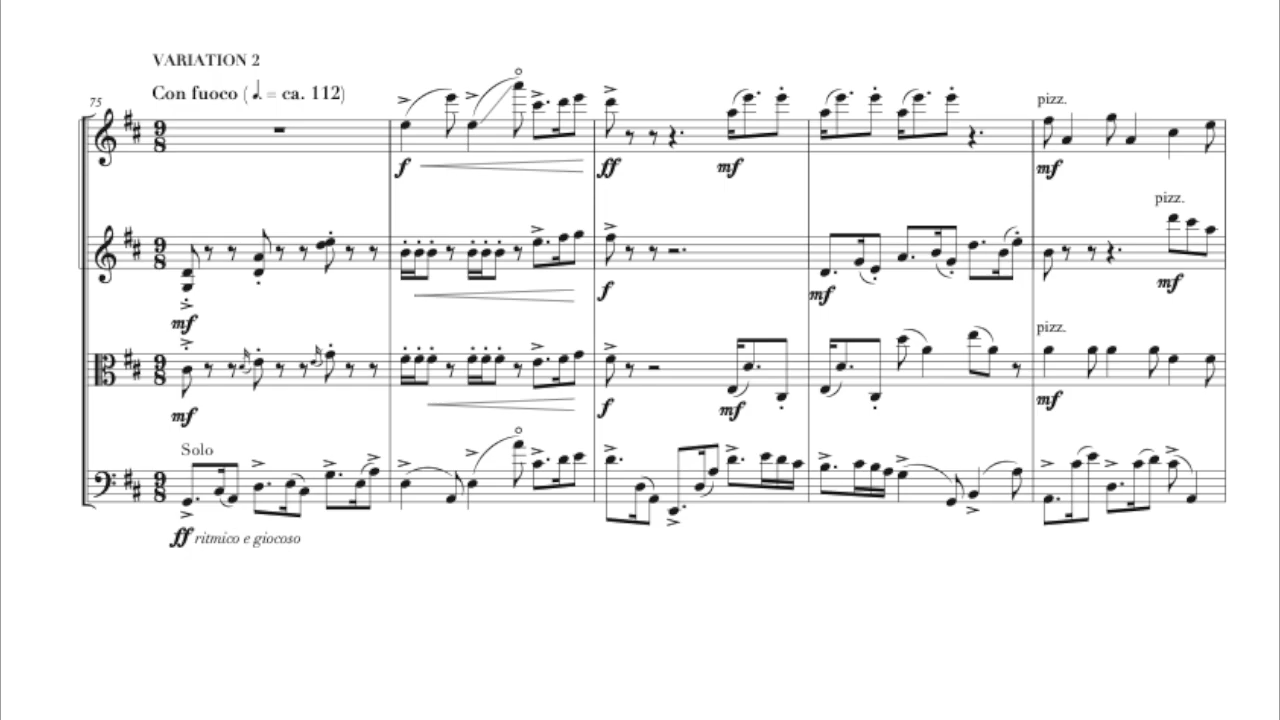 VARIATION 2
Con fuoco (♩. = ca. 112)
75
9
8
f
ff
mf
pizz.
mf
9
8
mf
f
mf
pizz.
mf
9
8
mf
f
mf
pizz.
mf
Solo
9
8
ff ritmico e giocoso